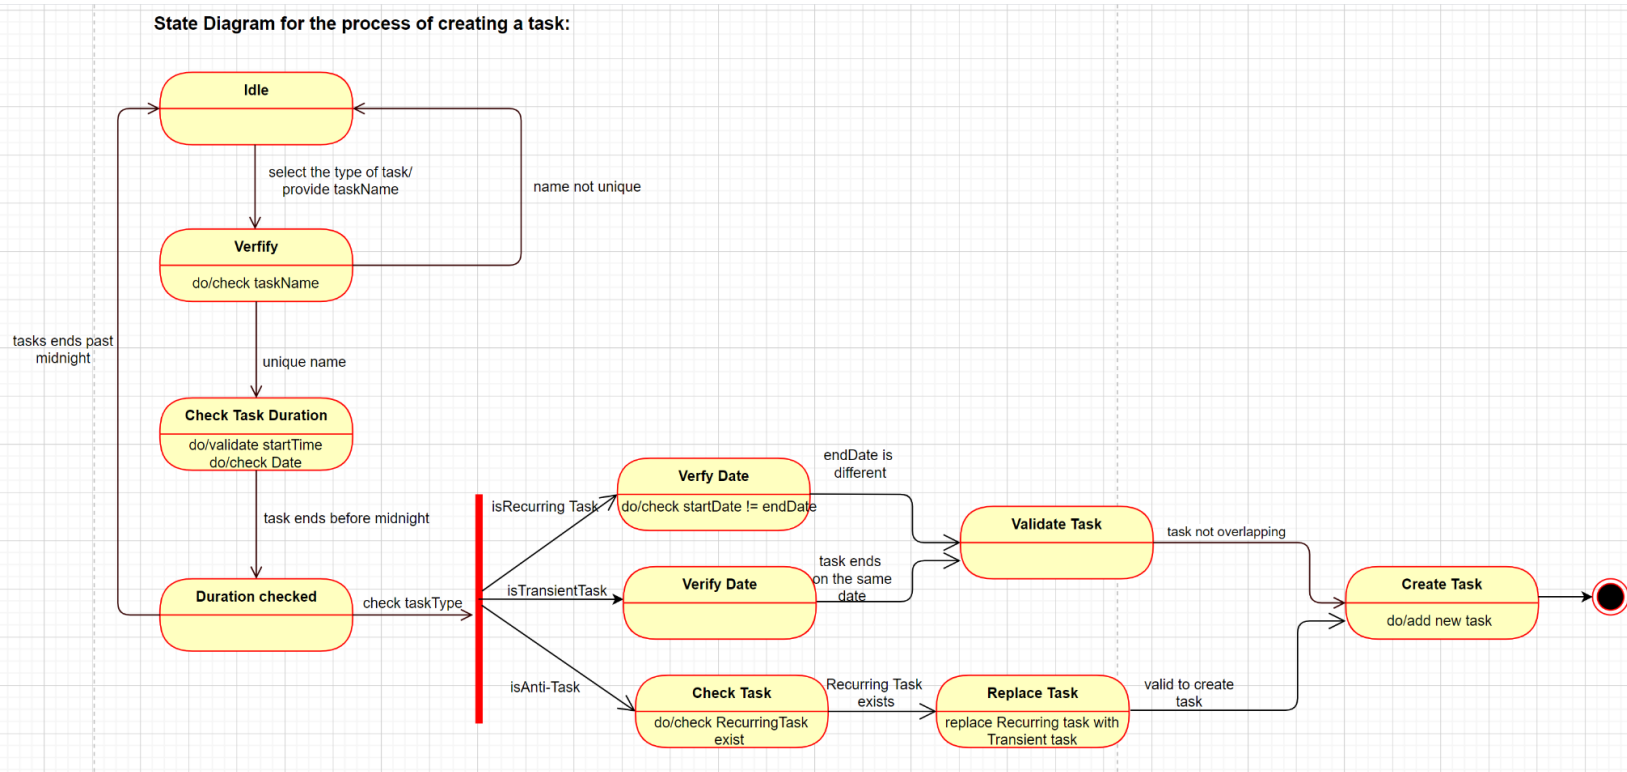 State Diagram for the process of creating a task:
Idle
select the type of task/
provide taskName
name not unique
Verfify
do/check taskName
tasks ends past
midnight
unique name
Check Task Duration
do/validate startTime
do/check Date
task ends before midnight
Duration checked
check taskType
isRecurring Task
isTransientTask
isAnti-Task
Verfy Date
do/check startDate != endDate
endDate is
different
Verify Date
task ends
on the same
date
Validate Task
task not overlapping
Check Task
do/check RecurringTask
exist
Recurring Task
exists
Replace Task
replace Recurring task with
Transient task
valid to create
task
Create Task
do/add new task